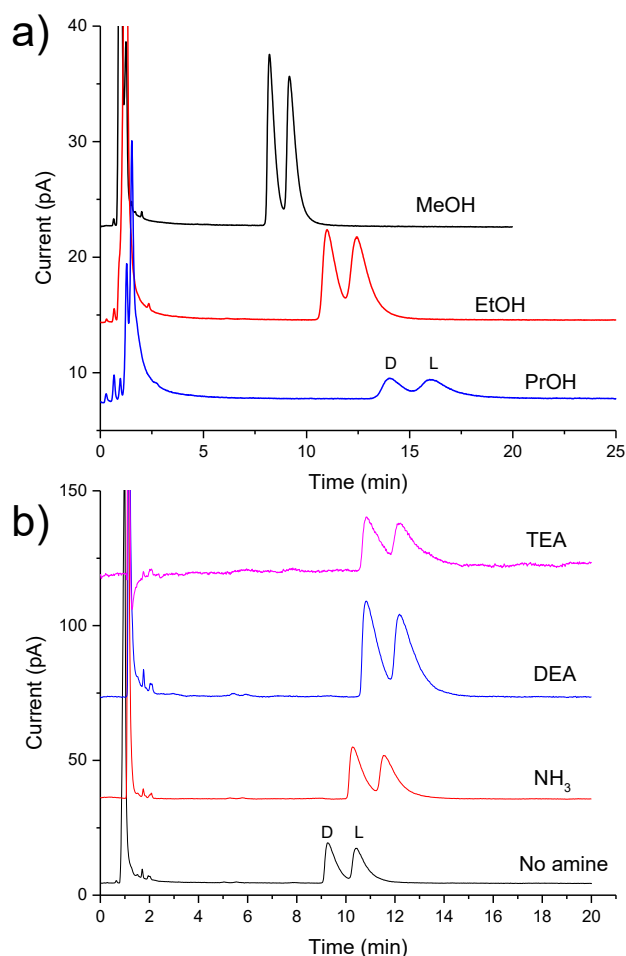 a)
40
30
20
10
Current (pA)
MeOH
EtOH
D L
PrOH
0 5 10 15 20 25
Time (min)
b)
150
100
50
0
Current (pA)
TEA
DEA
NH₃
D L
No amine
0 2 4 6 8 10 12 14 16 18 20
Time (min)